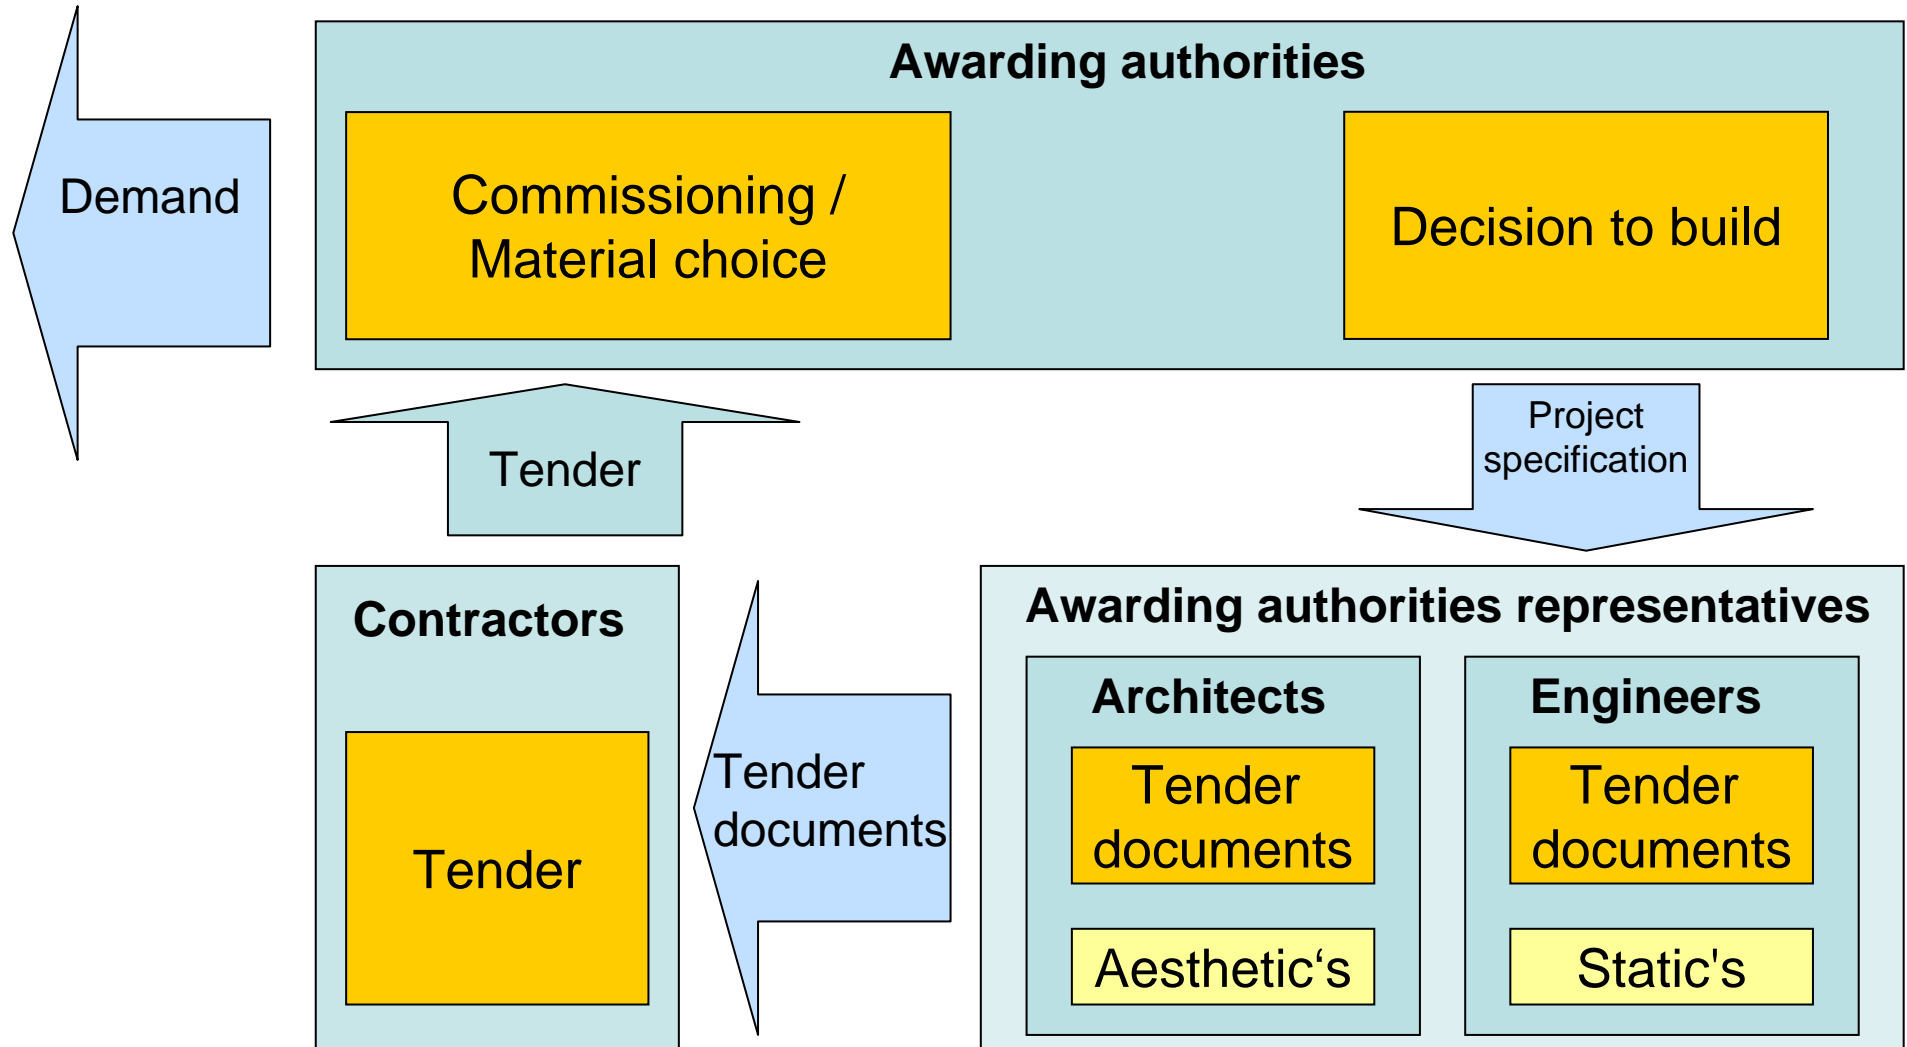 Awarding authorities
Demand
Commissioning /
Material choice
Decision to build
Tender
Project
specification
Contractors
Tender
Tender
documents
Awarding authorities representatives
Architects
Tender
documents
Aesthetic‘s
Engineers
Tender
documents
Static's